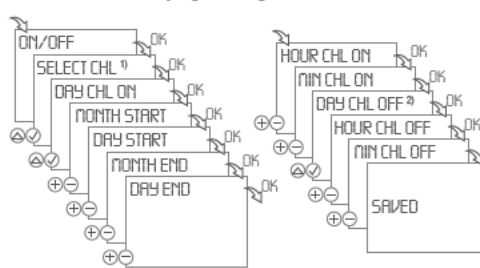 ON/OFF
OK
SELECT CHL 1)
OK
DAY CHL ON
OK
MONTH START
OK
DAY START
OK
MONTH END
OK
DAY END
OK
HOUR CHL ON
OK
MIN CHL ON
OK
DAY CHL OFF 2)
OK
HOUR CHL OFF
OK
MIN CHL OFF
OK
SAVED